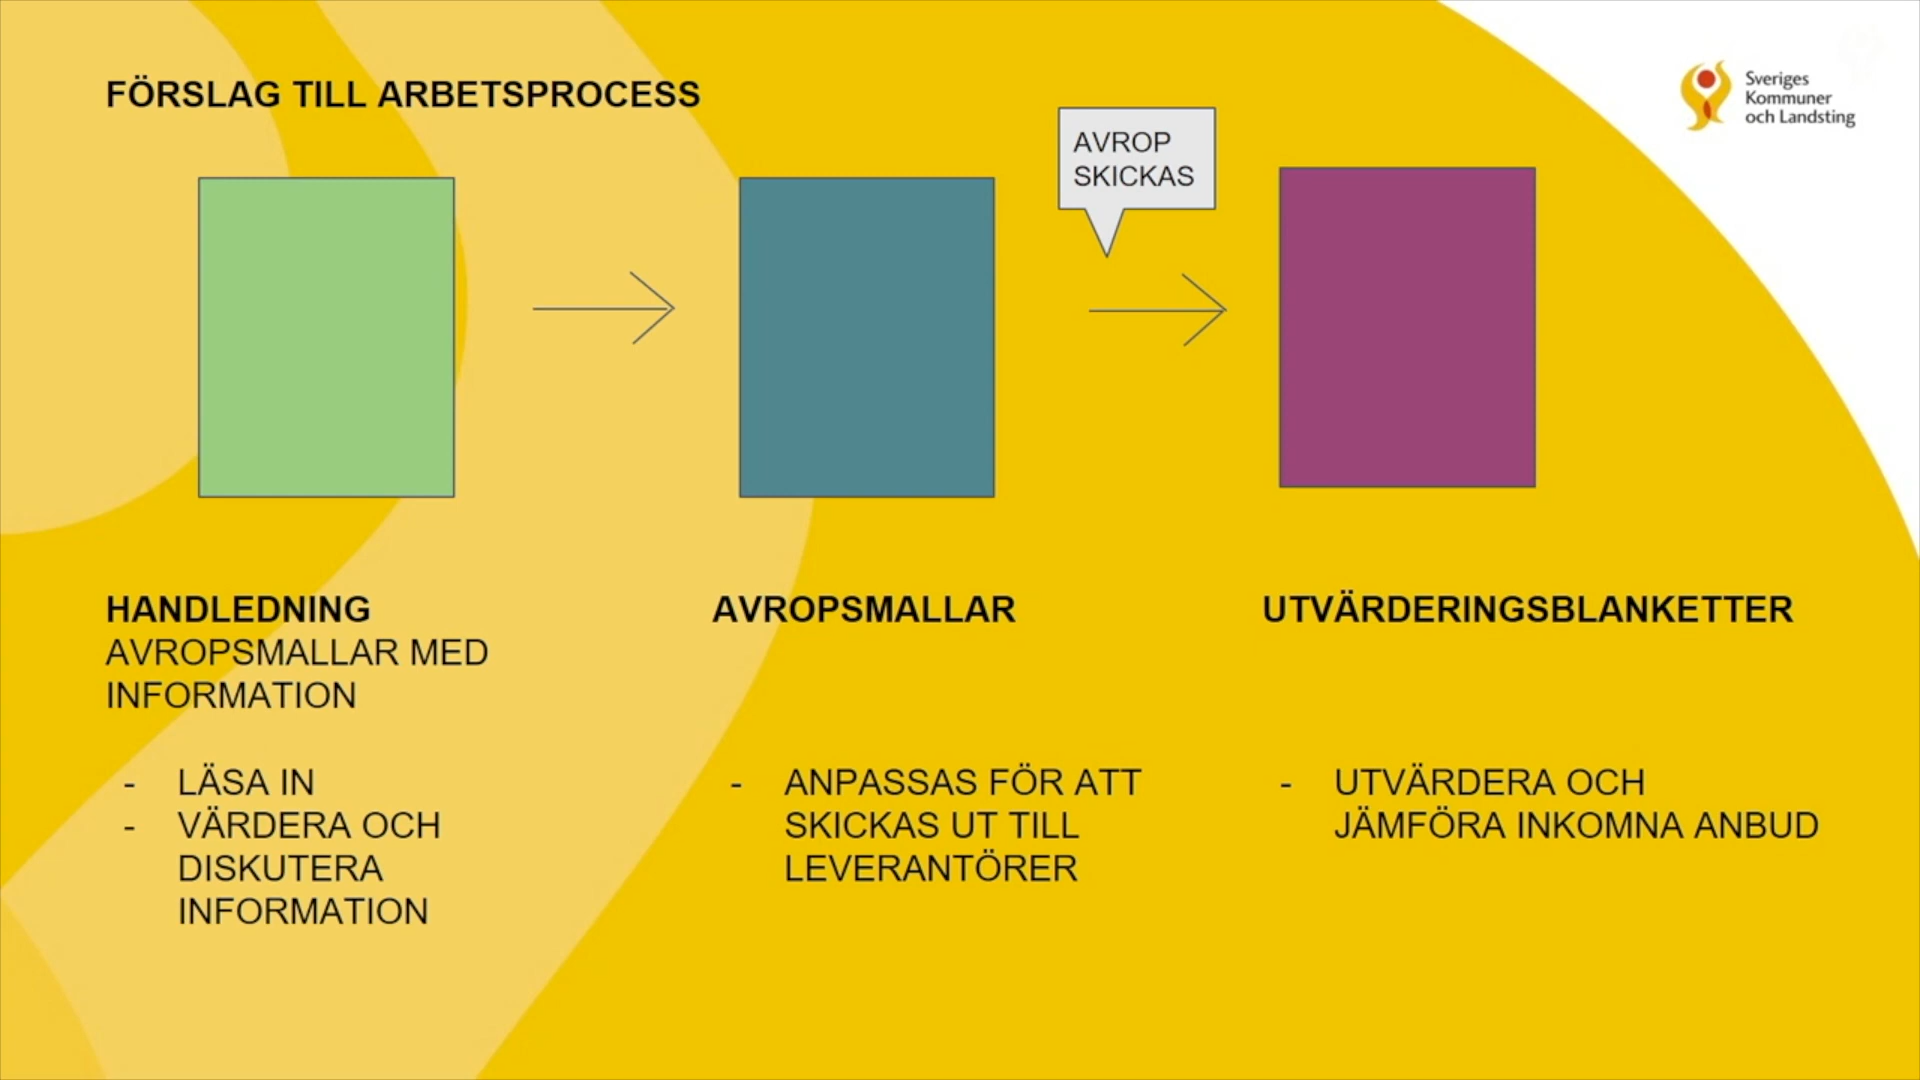 FÖRSLAG TILL ARBETSPROCESS
Sveriges
Kommuner
och Landsting
AVROP
SKICKAS
HANDLEDNING
AVROPSMALLAR MED
INFORMATION
- LÄSA IN
- VÄRDERA OCH
DISKUTERA
INFORMATION
AVROPSMALLAR
- ANPASSAS FÖR ATT
SKICKAS UT TILL
LEVERANTÖRER
UTVÄRDERINGSBLANKETTER
- UTVÄRDERA OCH
JÄMFÖRA INKOMNA ANBUD